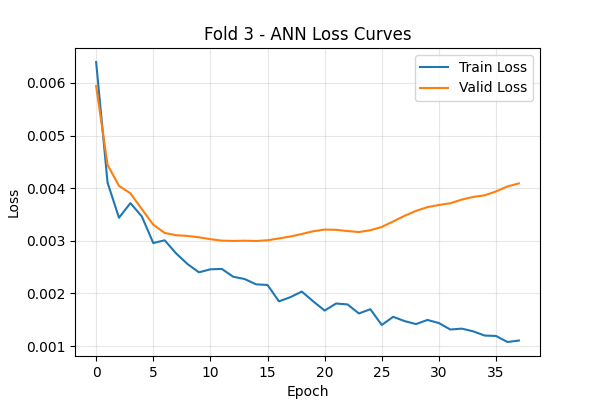 Fold 3 - ANN Loss Curves
Train Loss
Valid Loss
0.006
0.005
0.004
0.003
0.002
0.001
Loss
0 5 10 15 20 25 30 35
Epoch